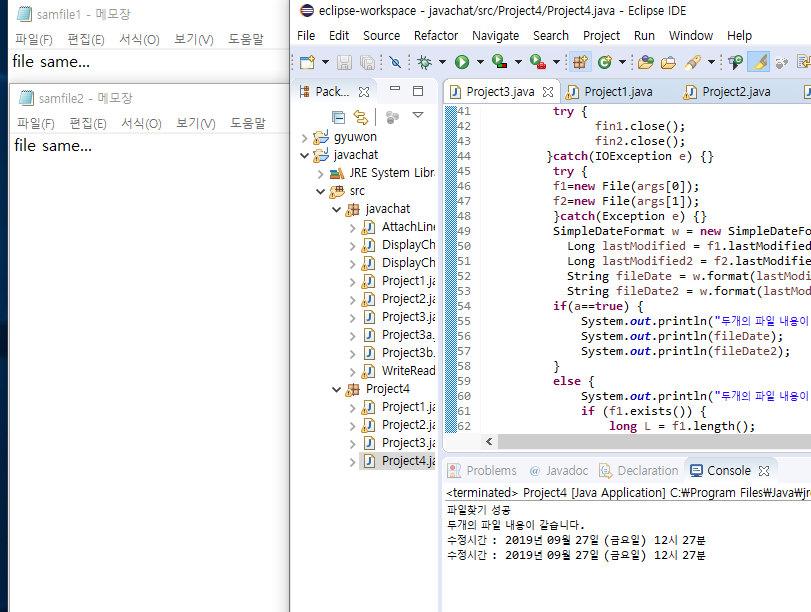 samfile1 - 메모장
파일(F) 편집(E) 서식(O) 보기(V) 도움말
file same...
samfile2 - 메모장
파일(F) 편집(E) 서식(O) 보기(V) 도움말
file same...
eclipse-workspace - javachat/src/Project4/Project4.java - Eclipse IDE
File Edit Source Refactor Navigate Search Project Run Window Help
Pack...
gyuwon
javachat
JRE System Libra
src
javachat
AttachLine
DisplayCh
DisplayCh
Project1.ja
Project2.ja
Project3.ja
Project3a.
Project3b.
WriteRead
Project4
Project1.ja
Project2.ja
Project3.ja
Project4.ja
Project3.java Project1.java Project2.java
41 try {
42 fin1.close();
43 fin2.close();
44 }catch(IOException e) {}
45 try {
46 f1=new File(args[0]);
47 f2=new File(args[1]);
48 }catch(Exception e) {}
49 SimpleDateFormat w = new SimpleDateFo
50 Long lastModified = f1.lastModified
51 Long lastModified2 = f2.lastModifie
52 String fileDate = w.format(lastModi
53 String fileDate2 = w.format(lastMod
54 if(a==true) {
55 System.out.println("두개의 파일 내용이
56 System.out.println(fileDate);
57 System.out.println(fileDate2);
58 }
59 else {
60 System.out.println("두개의 파일 내용이
61 if (f1.exists()) {
62 long L = f1.length();
Problems @ Javadoc Declaration Console
<terminated> Project4 [Java Application] C:₩Program Files₩Java₩jr
파일찾기 성공
두개의 파일 내용이 같습니다.
수정시간 : 2019년 09월 27일 (금요일) 12시 27분
수정시간 : 2019년 09월 27일 (금요일) 12시 27분